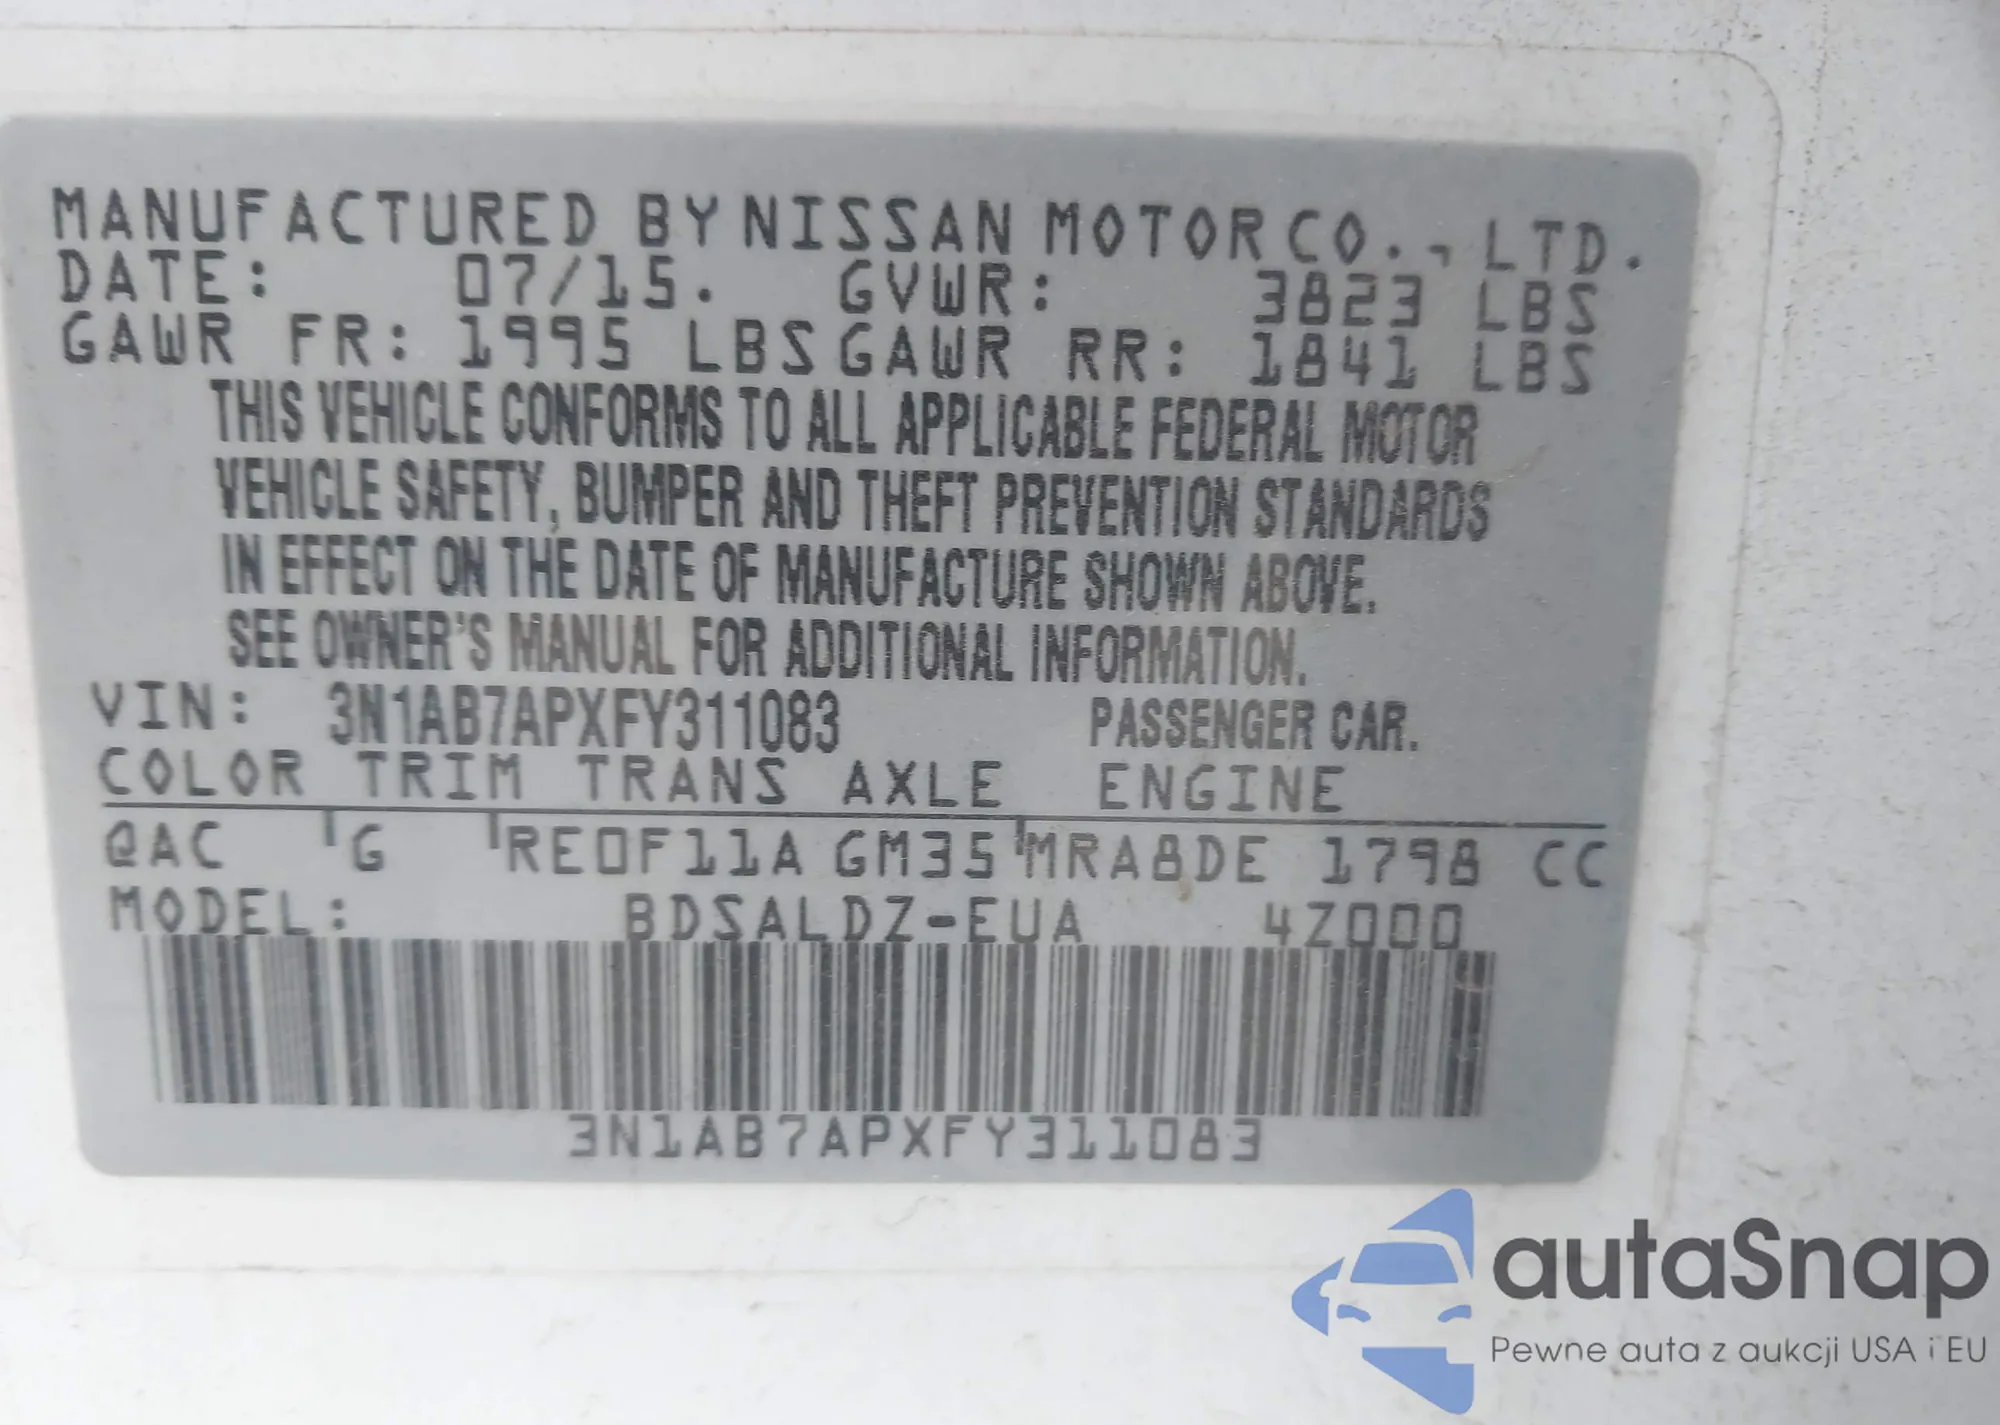 MANUFACTURED BY NISSAN MOTOR CO., LTD.
DATE: 07/15. GVWR: 3823 LBS
GAWR FR: 1995 LBS GAWR RR: 1841 LBS
THIS VEHICLE CONFORMS TO ALL APPLICABLE FEDERAL MOTOR
VEHICLE SAFETY, BUMPER AND THEFT PREVENTION STANDARDS
IN EFFECT ON THE DATE OF MANUFACTURE SHOWN ABOVE.
SEE OWNER'S MANUAL FOR ADDITIONAL INFORMATION.
VIN: 3N1AB7APXFY311083 PASSENGER CAR.
COLOR TRIM TRANS AXLE ENGINE
@AC G RE0F11A GM35 MRA8DE 1798 CC
MODEL: BDSALDZ-EUA 4Z000
3N1AB7APXFY311083
autaSnap
Pewne auta z aukcji USA i EU